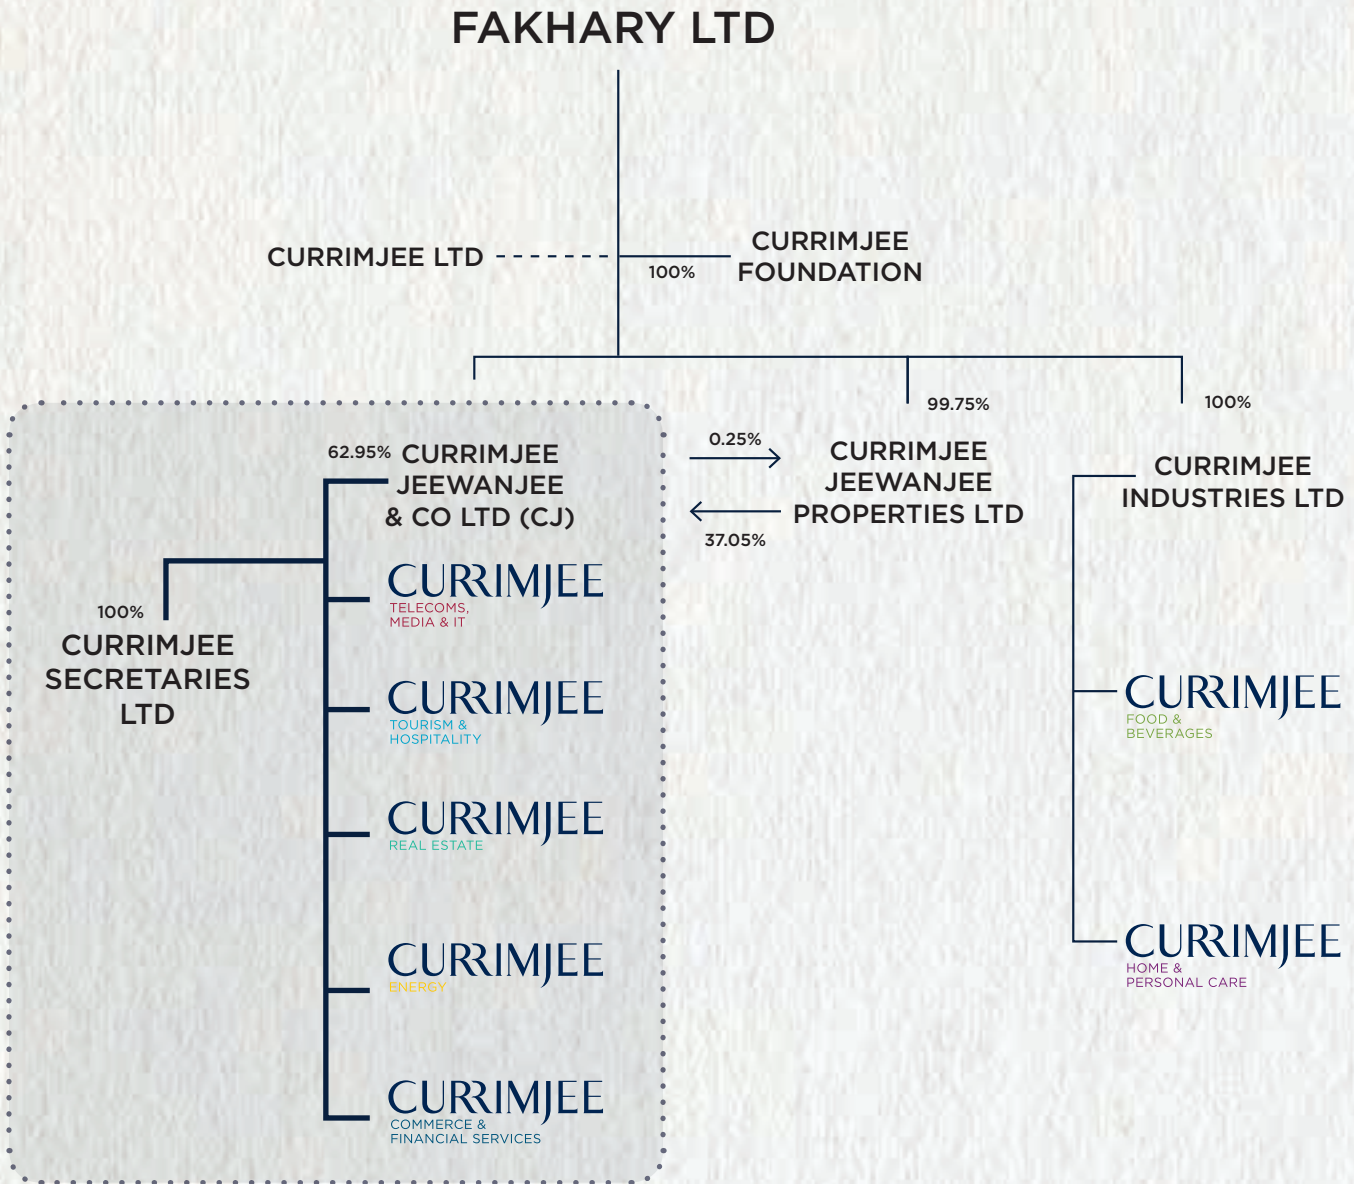 FAKHARY LTD
CURRIMJEE LTD
100%
CURRIMJEE
FOUNDATION
62.95%
CURRIMJEE
JEEWANJEE
& CO LTD (CJ)
0.25%
37.05%
99.75%
CURRIMJEE
JEEWANJEE
PROPERTIES LTD
100%
CURRIMJEE
INDUSTRIES LTD
100%
CURRIMJEE
SECRETARIES
LTD
CURRIMJEE
TELECOMS,
MEDIA & IT
CURRIMJEE
TOURISM &
HOSPITALITY
CURRIMJEE
REAL ESTATE
CURRIMJEE
ENERGY
CURRIMJEE
COMMERCE &
FINANCIAL SERVICES
CURRIMJEE
FOOD &
BEVERAGES
CURRIMJEE
HOME &
PERSONAL CARE